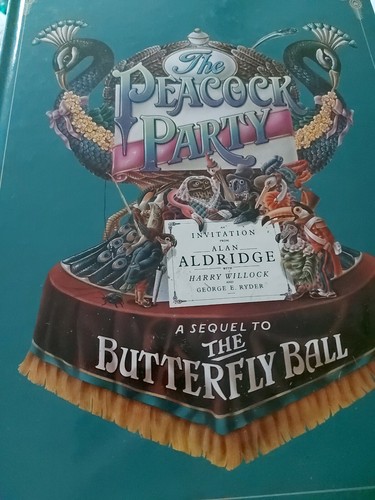 The
PEACOCK
PARTY
AN
INVITATION
FROM
ALAN
ALDRIDGE
WITH
HARRY WILLOCK
AND
GEORGE E. RYDER
A SEQUEL TO
THE
BUTTERFLY BALL